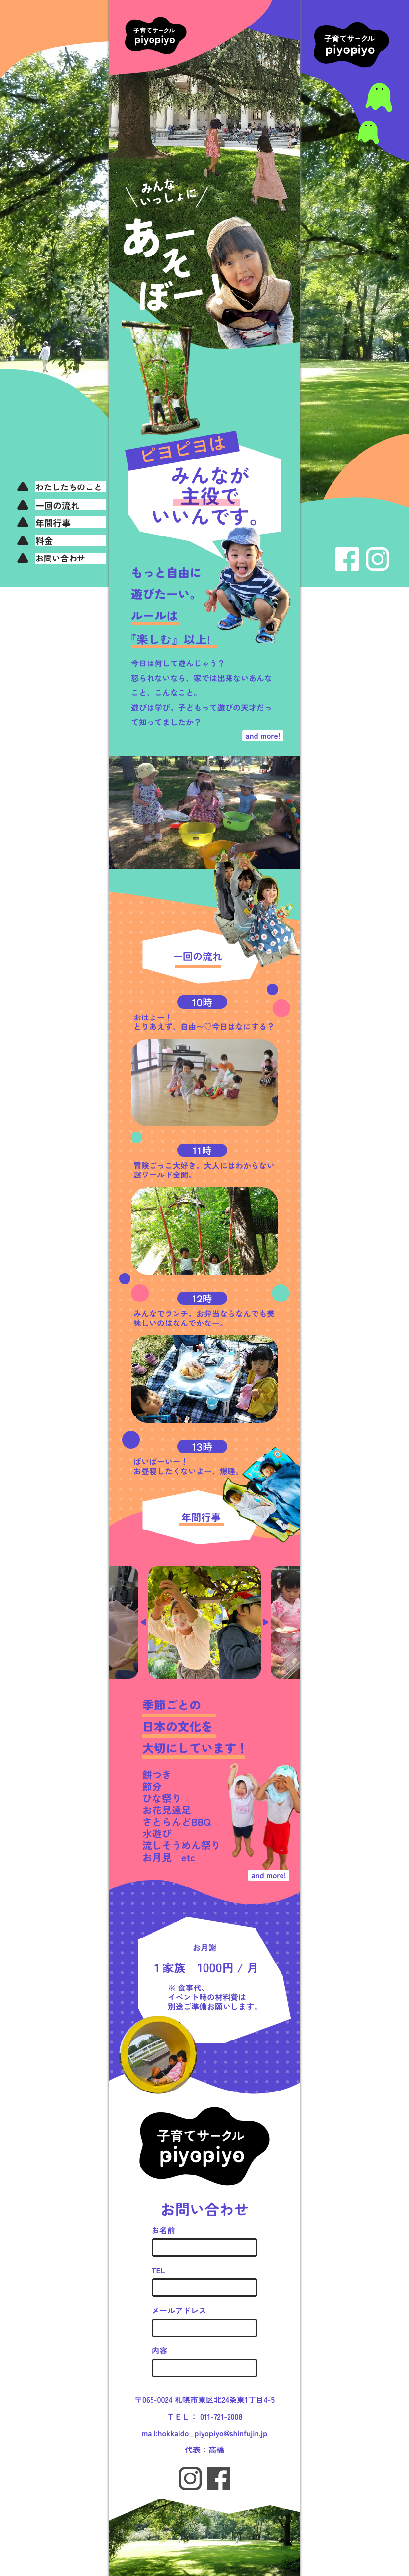 子育てサークル
piyopiyo
子育てサークル
piyopiyo
みんな
いっしょに
あー
そ
ぼー!
ピヨピヨは
みんなが
主役で
いいんです。
わたしたちのこと
一回の流れ
年間行事
料金
お問い合わせ
もっと自由に
遊びたーい。
ルールは
『楽しむ』以上!
今日は何して遊んじゃう？
怒られないなら、家では出来ないあんな
こと、こんなこと。
遊びは学び。子どもって遊びの天才だっ
て知ってましたか？
and more!
一回の流れ
10時
おはよー！
とりあえず、自由〜♡今日はなにする？
11時
冒険ごっこ大好き。大人にはわからない
謎ワールド全開。
12時
みんなでランチ。お弁当ならなんでも美
味しいのはなんでかなー。
13時
ばいばーいー！
お昼寝したくないよー、爆睡。
年間行事
季節ごとの
日本の文化を
大切にしています！
餅つき
節分
ひな祭り
お花見遠足
さとらんどBBQ
水遊び
流しそうめん祭り
お月見　etc
and more!
お月謝
１家族　1000円 / 月
※ 食事代、
イベント時の材料費は
別途ご準備お願いします。
子育てサークル
piyopiyo
お問い合わせ
お名前
TEL
メールアドレス
内容
〒065-0024 札幌市東区北24条東1丁目4-5
ＴＥＬ： 011-721-2008
mail:hokkaido_piyopiyo@shinfujin.jp
代表：高橋